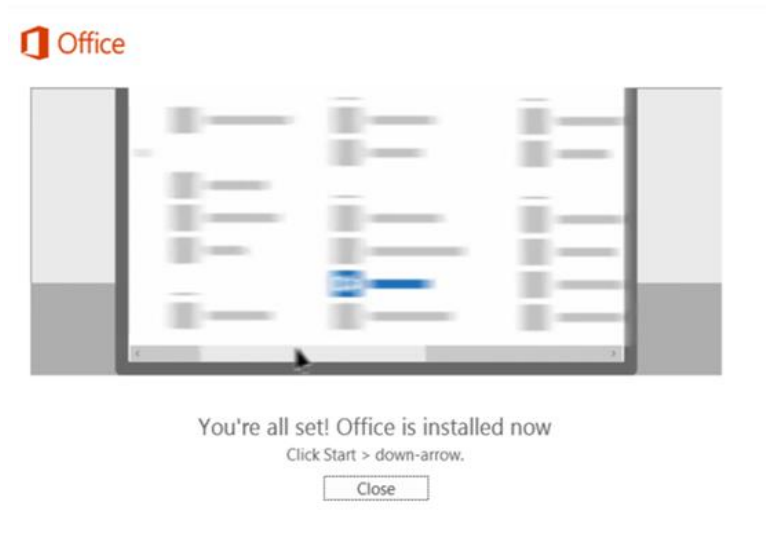 Office
You're all set! Office is installed now
Click Start > down-arrow.
Close